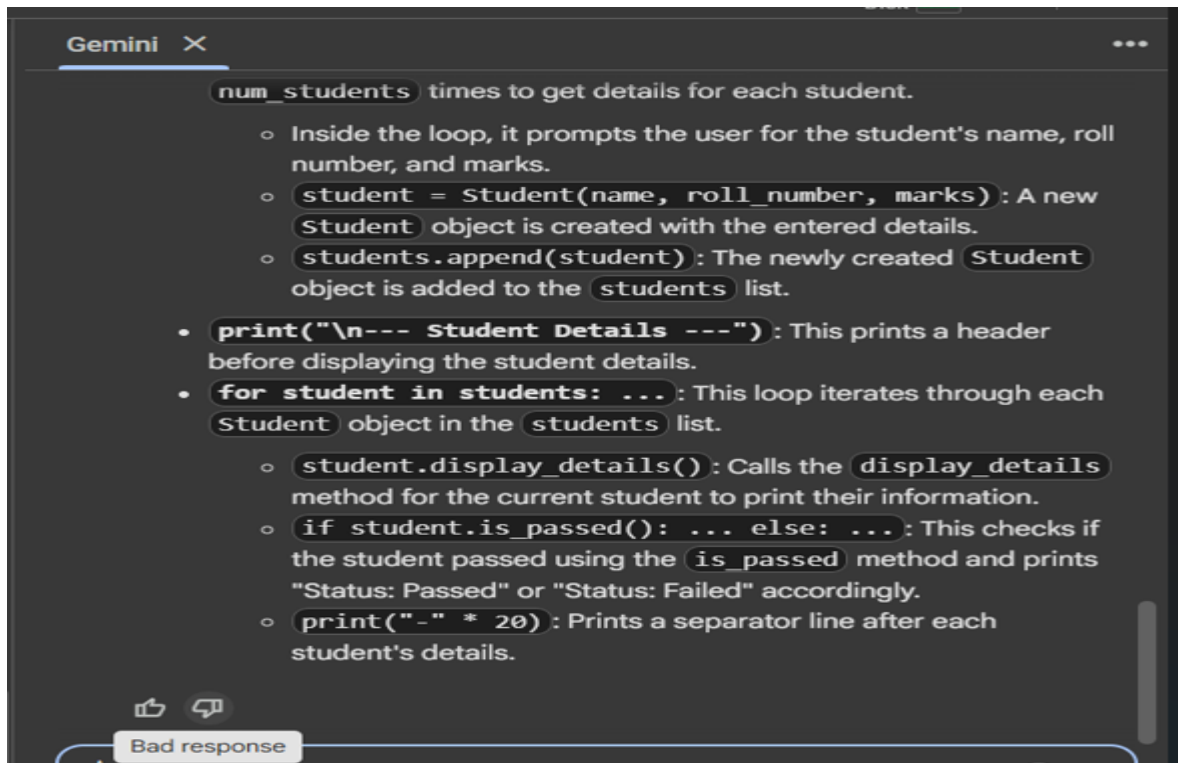 Gemini
num_students times to get details for each student.
Inside the loop, it prompts the user for the student's name, roll
number, and marks.
student = Student(name, roll_number, marks): A new
Student object is created with the entered details.
students.append(student): The newly created Student
object is added to the students list.
print("\n--- Student Details ---"): This prints a header
before displaying the student details.
for student in students: ...: This loop iterates through each
Student object in the students list.
student.display_details(): Calls the display_details
method for the current student to print their information.
if student.is_passed(): ... else: ...: This checks if
the student passed using the is_passed method and prints
"Status: Passed" or "Status: Failed" accordingly.
print("-" * 20): Prints a separator line after each
student's details.
Bad response